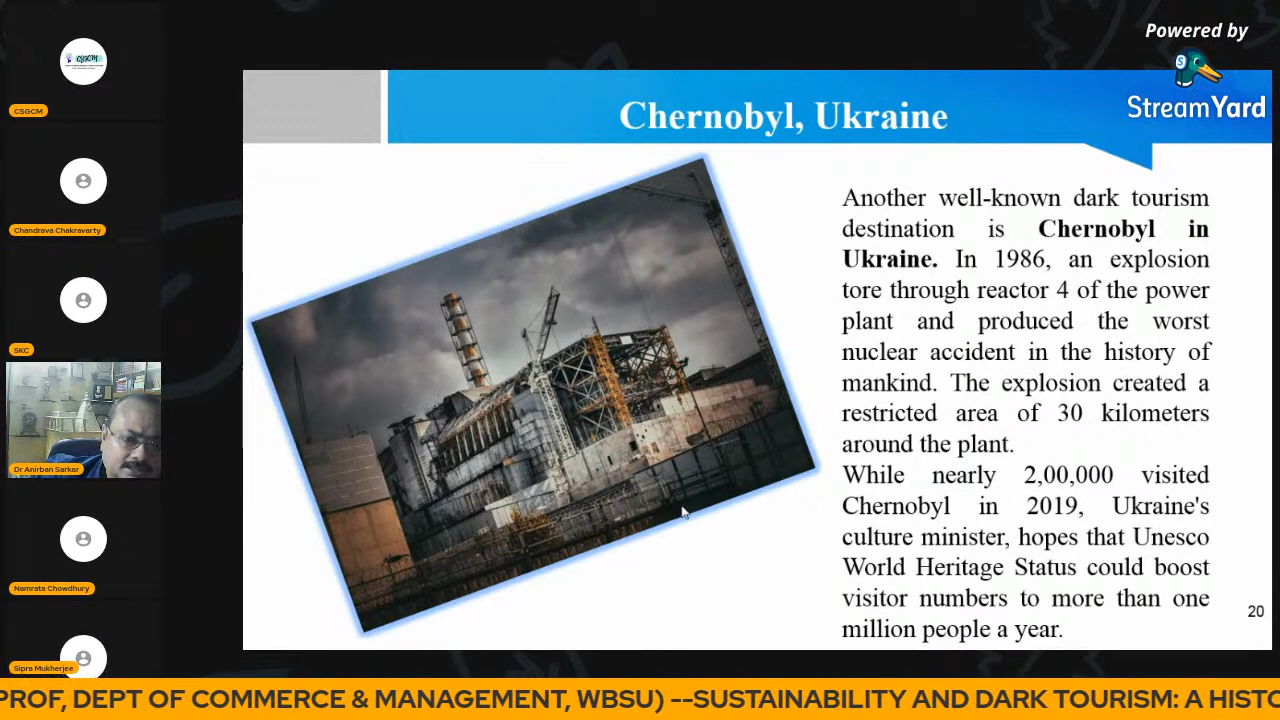 Powered by
StreamYard
CSGCM
Chandrava Chakravarty
SKC
Dr Anirban Sarkar
Namrata Chowdhury
Sipra Mukherjee
Chernobyl, Ukraine
Another well-known dark tourism
destination is Chernobyl in
Ukraine. In 1986, an explosion
tore through reactor 4 of the power
plant and produced the worst
nuclear accident in the history of
mankind. The explosion created a
restricted area of 30 kilometers
around the plant.
While nearly 2,00,000 visited
Chernobyl in 2019, Ukraine's
culture minister, hopes that Unesco
World Heritage Status could boost
visitor numbers to more than one
million people a year.
20
PROF, DEPT OF COMMERCE & MANAGEMENT, WBSU) --SUSTAINABILITY AND DARK TOURISM: A HISTO